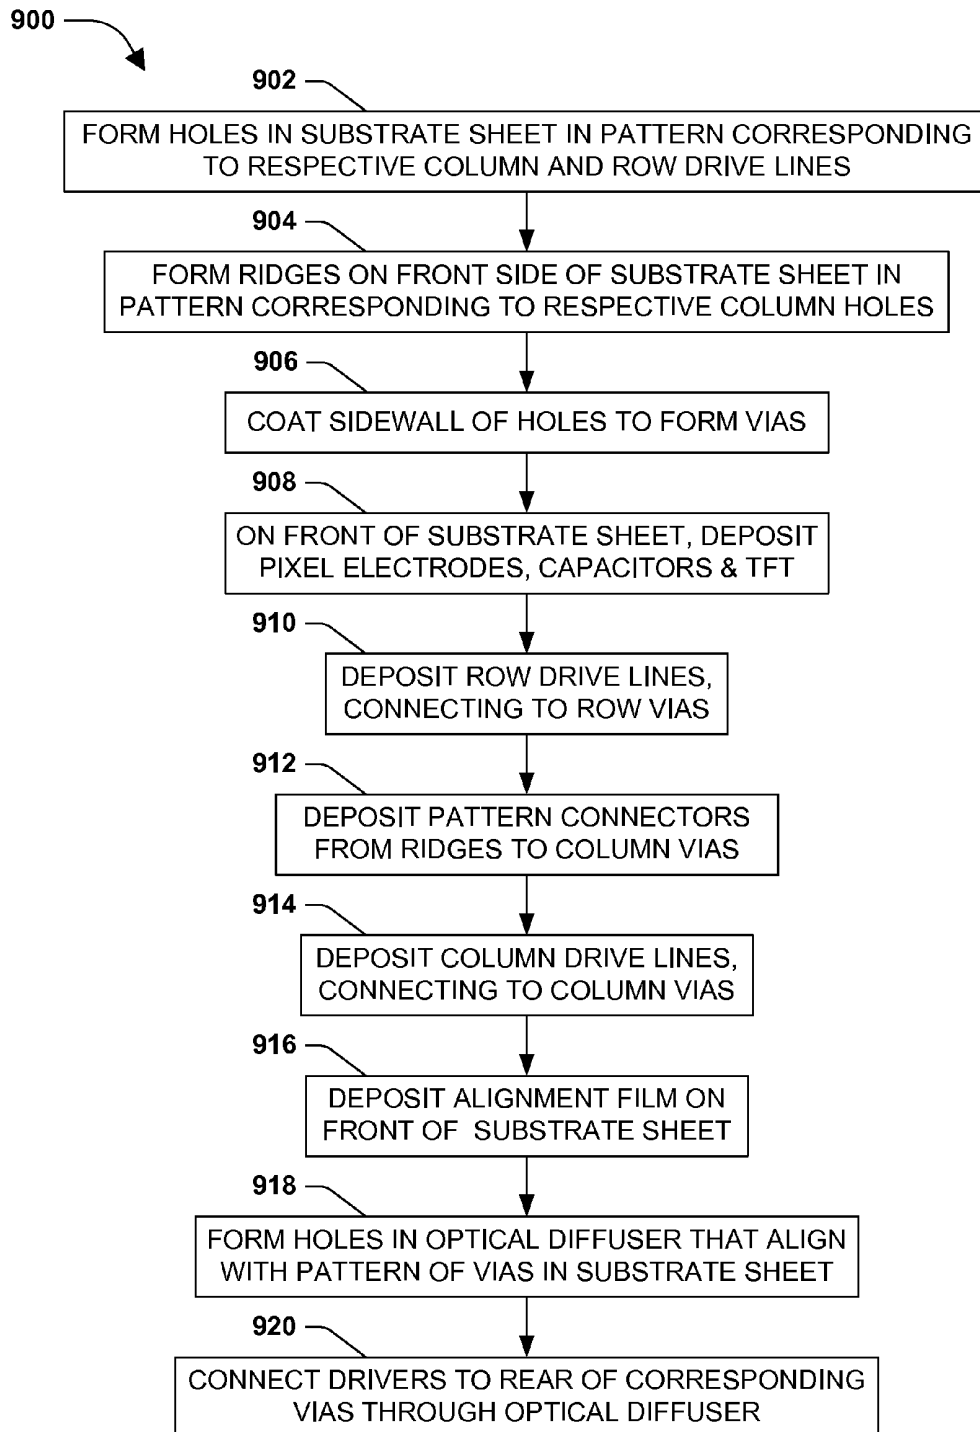 900
902
FORM HOLES IN SUBSTRATE SHEET IN PATTERN CORRESPONDING
TO RESPECTIVE COLUMN AND ROW DRIVE LINES
904
FORM RIDGES ON FRONT SIDE OF SUBSTRATE SHEET IN
PATTERN CORRESPONDING TO RESPECTIVE COLUMN HOLES
906
COAT SIDEWALL OF HOLES TO FORM VIAS
908
ON FRONT OF SUBSTRATE SHEET, DEPOSIT
PIXEL ELECTRODES, CAPACITORS & TFT
910
DEPOSIT ROW DRIVE LINES,
CONNECTING TO ROW VIAS
912
DEPOSIT PATTERN CONNECTORS
FROM RIDGES TO COLUMN VIAS
914
DEPOSIT COLUMN DRIVE LINES,
CONNECTING TO COLUMN VIAS
916
DEPOSIT ALIGNMENT FILM ON
FRONT OF SUBSTRATE SHEET
918
FORM HOLES IN OPTICAL DIFFUSER THAT ALIGN
WITH PATTERN OF VIAS IN SUBSTRATE SHEET
920
CONNECT DRIVERS TO REAR OF CORRESPONDING
VIAS THROUGH OPTICAL DIFFUSER